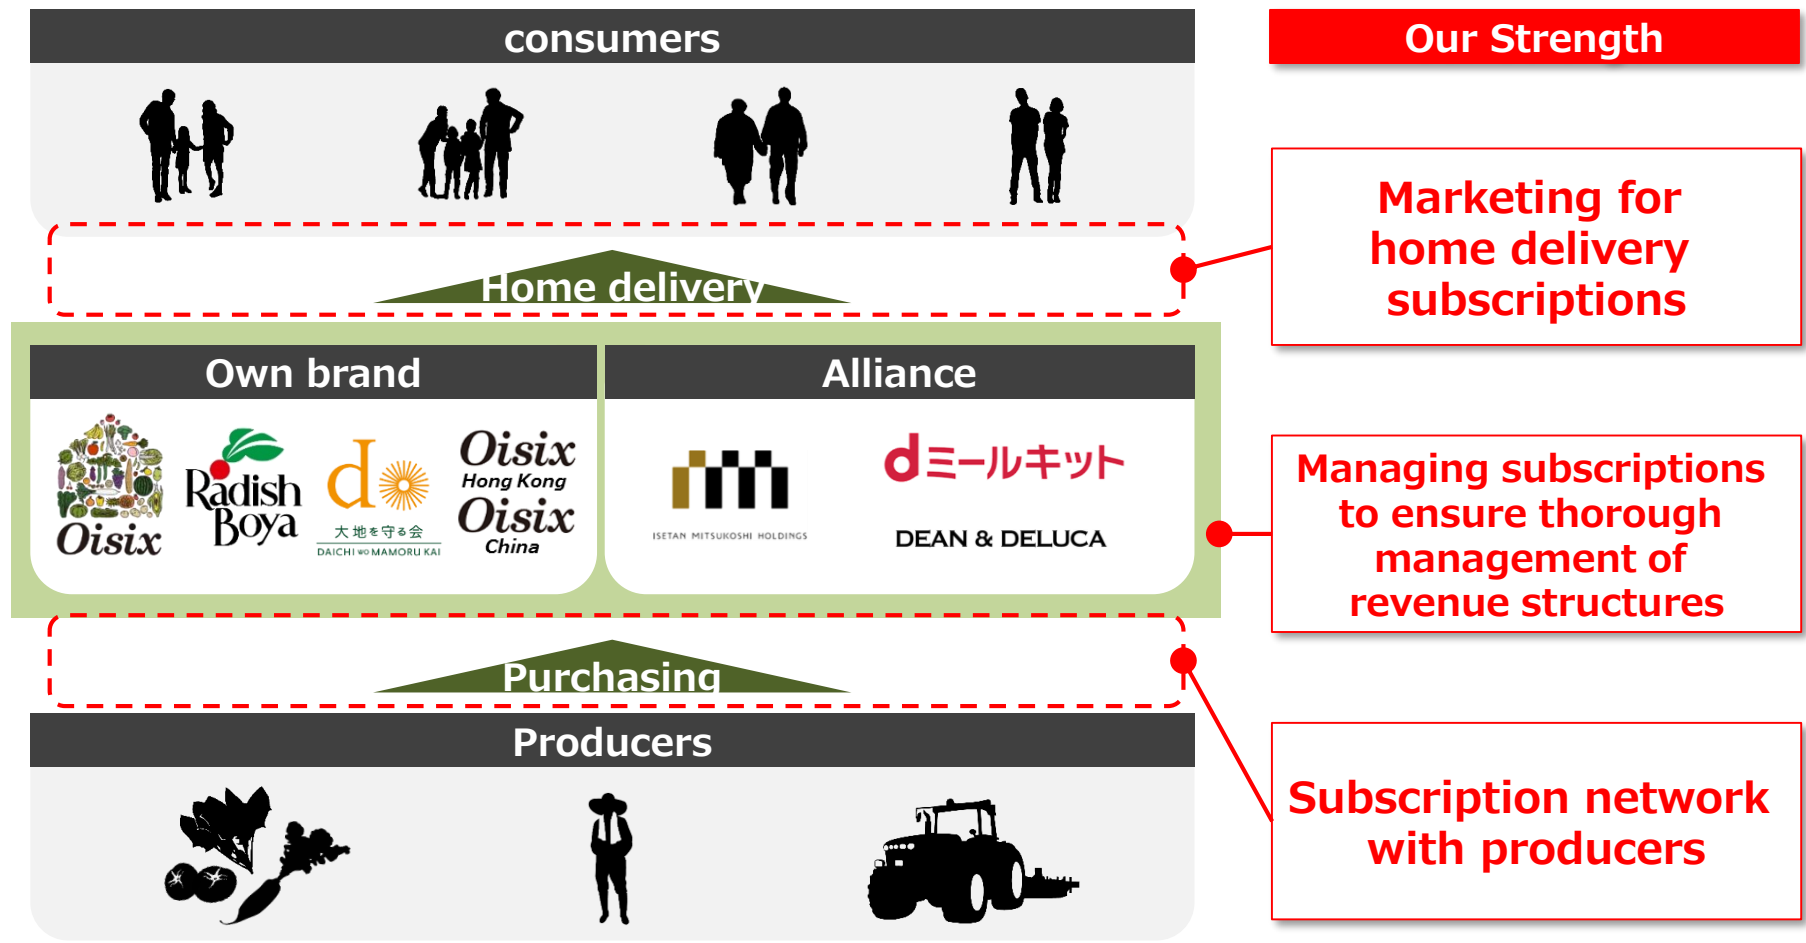 consumers
Our Strength
Marketing for
home delivery
subscriptions
Home delivery
Own brand
Alliance
Oisix
Radish
Boya
d
大地を守る会
DAICHI WO MAMORU KAI
Oisix
Hong Kong
Oisix
China
ISETAN MITSUKOSHI HOLDINGS
dミールキット
DEAN & DELUCA
Managing subscriptions
to ensure thorough
management of
revenue structures
Purchasing
Producers
Subscription network
with producers